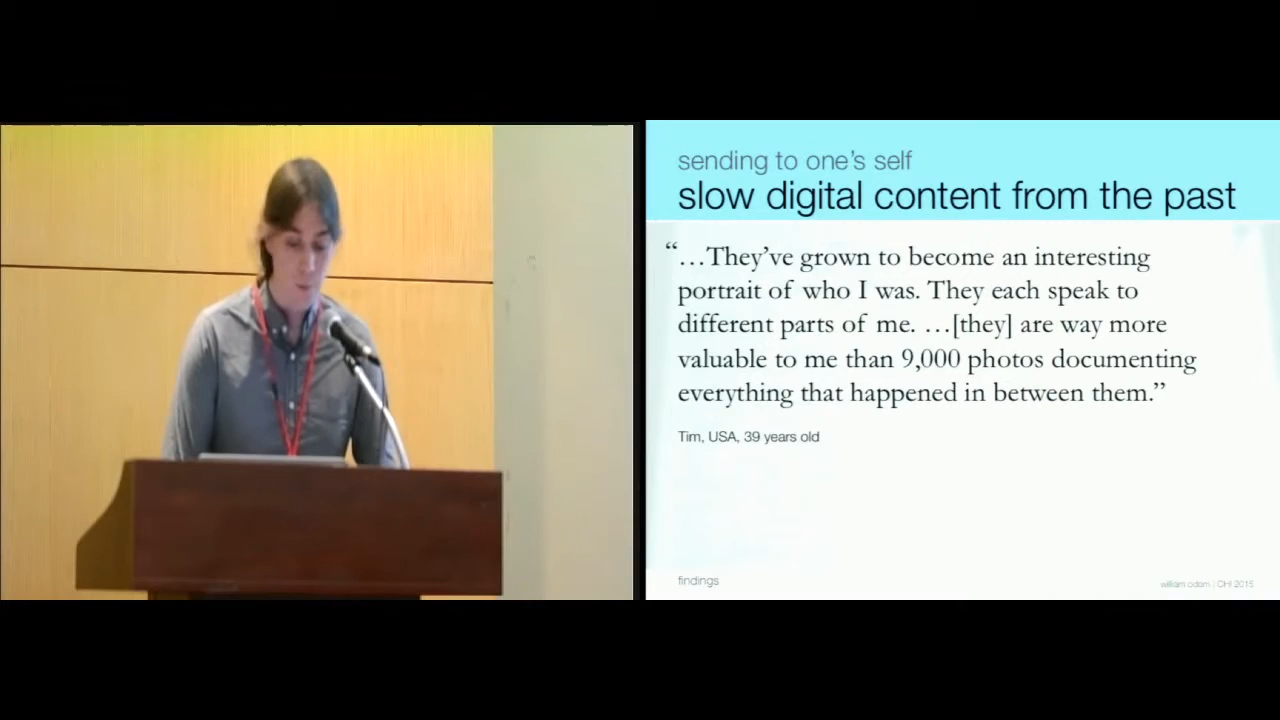 sending to one’s self
slow digital content from the past
“…They’ve grown to become an interesting
portrait of who I was. They each speak to
different parts of me. …[they] are way more
valuable to me than 9,000 photos documenting
everything that happened in between them.”
Tim, USA, 39 years old
findings
william odom | CHI 2015